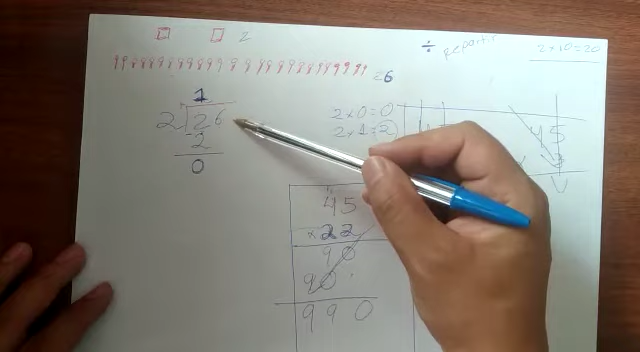 2
÷ repartir
2 x 10 = 20
26
1
2 26
2
0
2 x 0 = 0
2 x 1 = 2
45
45
x 22
90
90
990